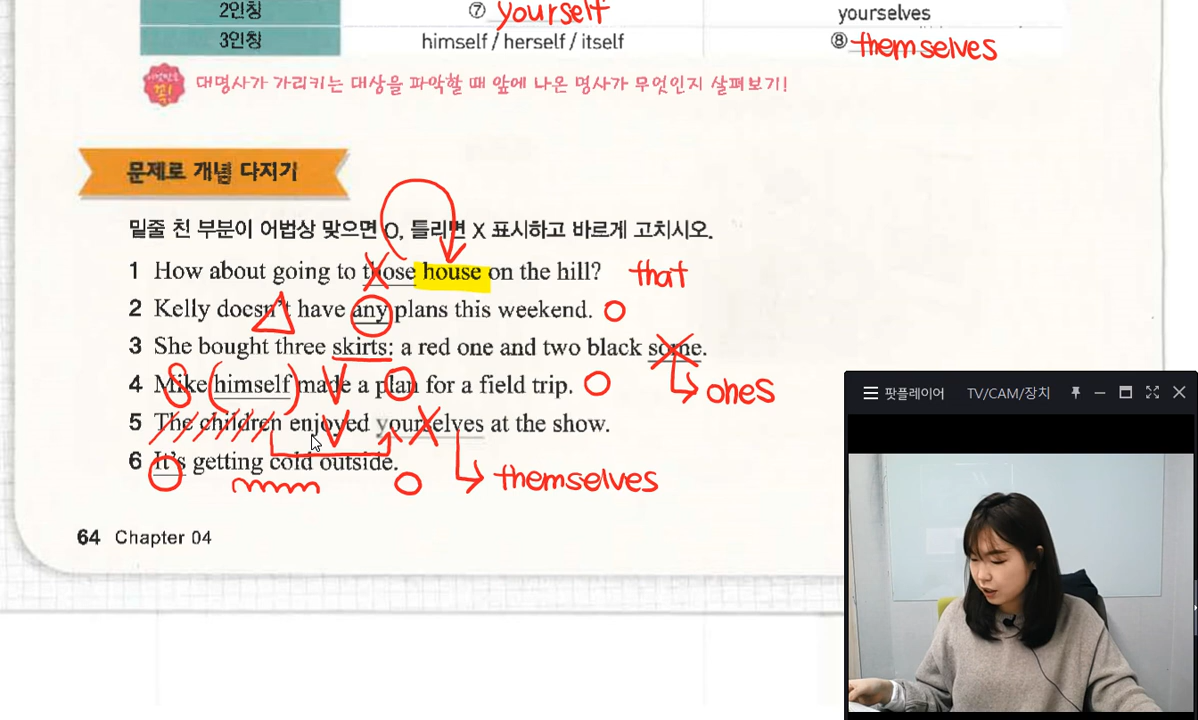 2인칭 ⑦ yourself yourselves
3인칭 himself / herself / itself ⑧ themselves
이것만은 꼭! 대명사가 가리키는 대상을 파악할 때 앞에 나온 명사가 무엇인지 살펴보기!
문제로 개념 다지기
밑줄 친 부분이 어법상 맞으면 O, 틀리면 X 표시하고 바르게 고치시오.
1 How about going to those house on the hill? that
2 Kelly doesn't have any plans this weekend. O
3 She bought three skirts: a red one and two black some.
4 Mike himself made a plan for a field trip. O ones
5 The children enjoyed yourselves at the show.
6 It's getting cold outside. O themselves
64 Chapter 04
팟플레이어 TV/CAM/장치